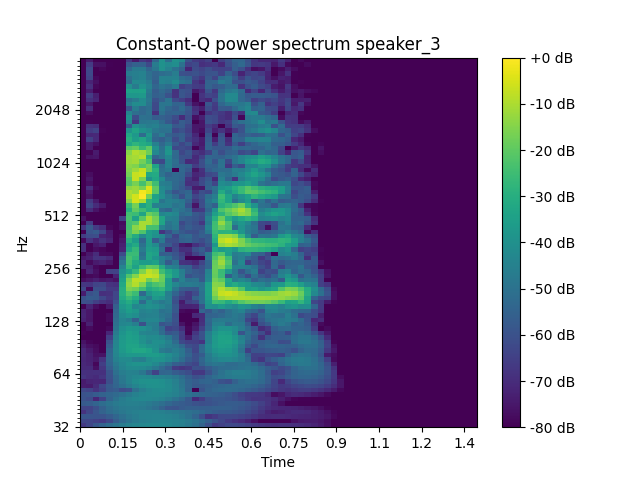 Constant-Q power spectrum speaker_3
+0 dB
-10 dB
-20 dB
-30 dB
-40 dB
-50 dB
-60 dB
-70 dB
-80 dB
Hz
2048
1024
512
256
128
64
32
0 0.15 0.3 0.45 0.6 0.75 0.9 1.1 1.2 1.4
Time